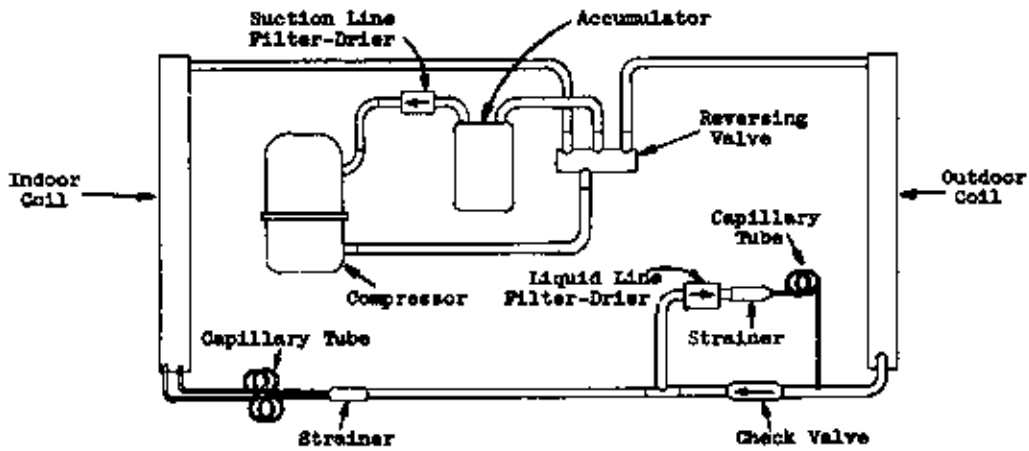 Suction Line
Filter-Drier
Accumulator
Reversing
Valve
Indoor
Coil
Outdoor
Coil
Capillary
Tube
Liquid Line
Filter-Drier
Compressor
Strainer
Capillary Tube
Strainer
Check Valve